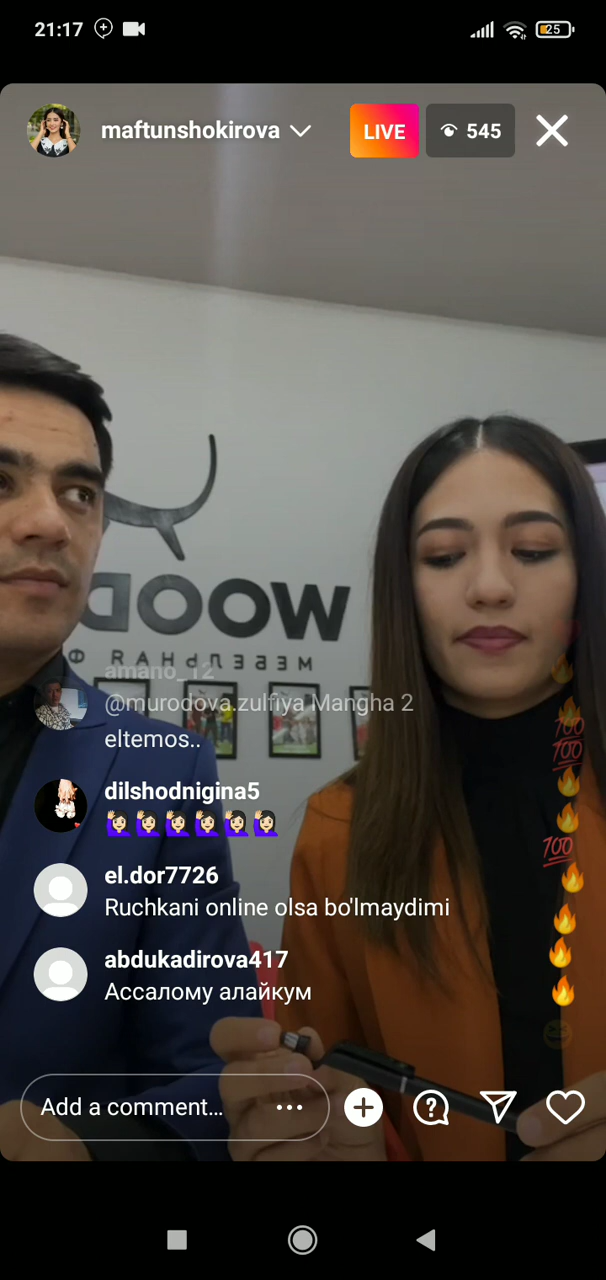 21:17
25
maftunshokirova
LIVE
545
WOOD
МЕБЕЛЬНАЯ Ф
amano_12
@murodova.zulfiya Mangha 2
eltemos..
dilshodnigina5
🙋🏻‍♀️🙋🏻‍♀️🙋🏻‍♀️🙋🏻‍♀️🙋🏻‍♀️🙋🏻‍♀️
el.dor7726
Ruchkani online olsa bo'lmaydimi
abdukadirova417
Ассалому алайкум
Add a comment...